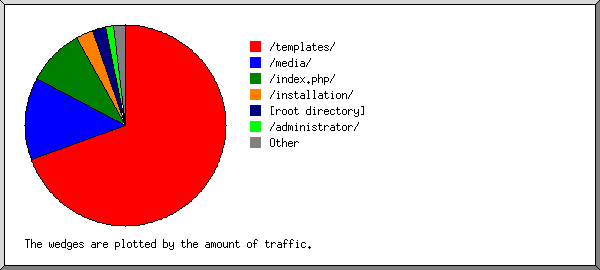 /templates/
/media/
/index.php/
/installation/
[root directory]
/administrator/
Other
The wedges are plotted by the amount of traffic.